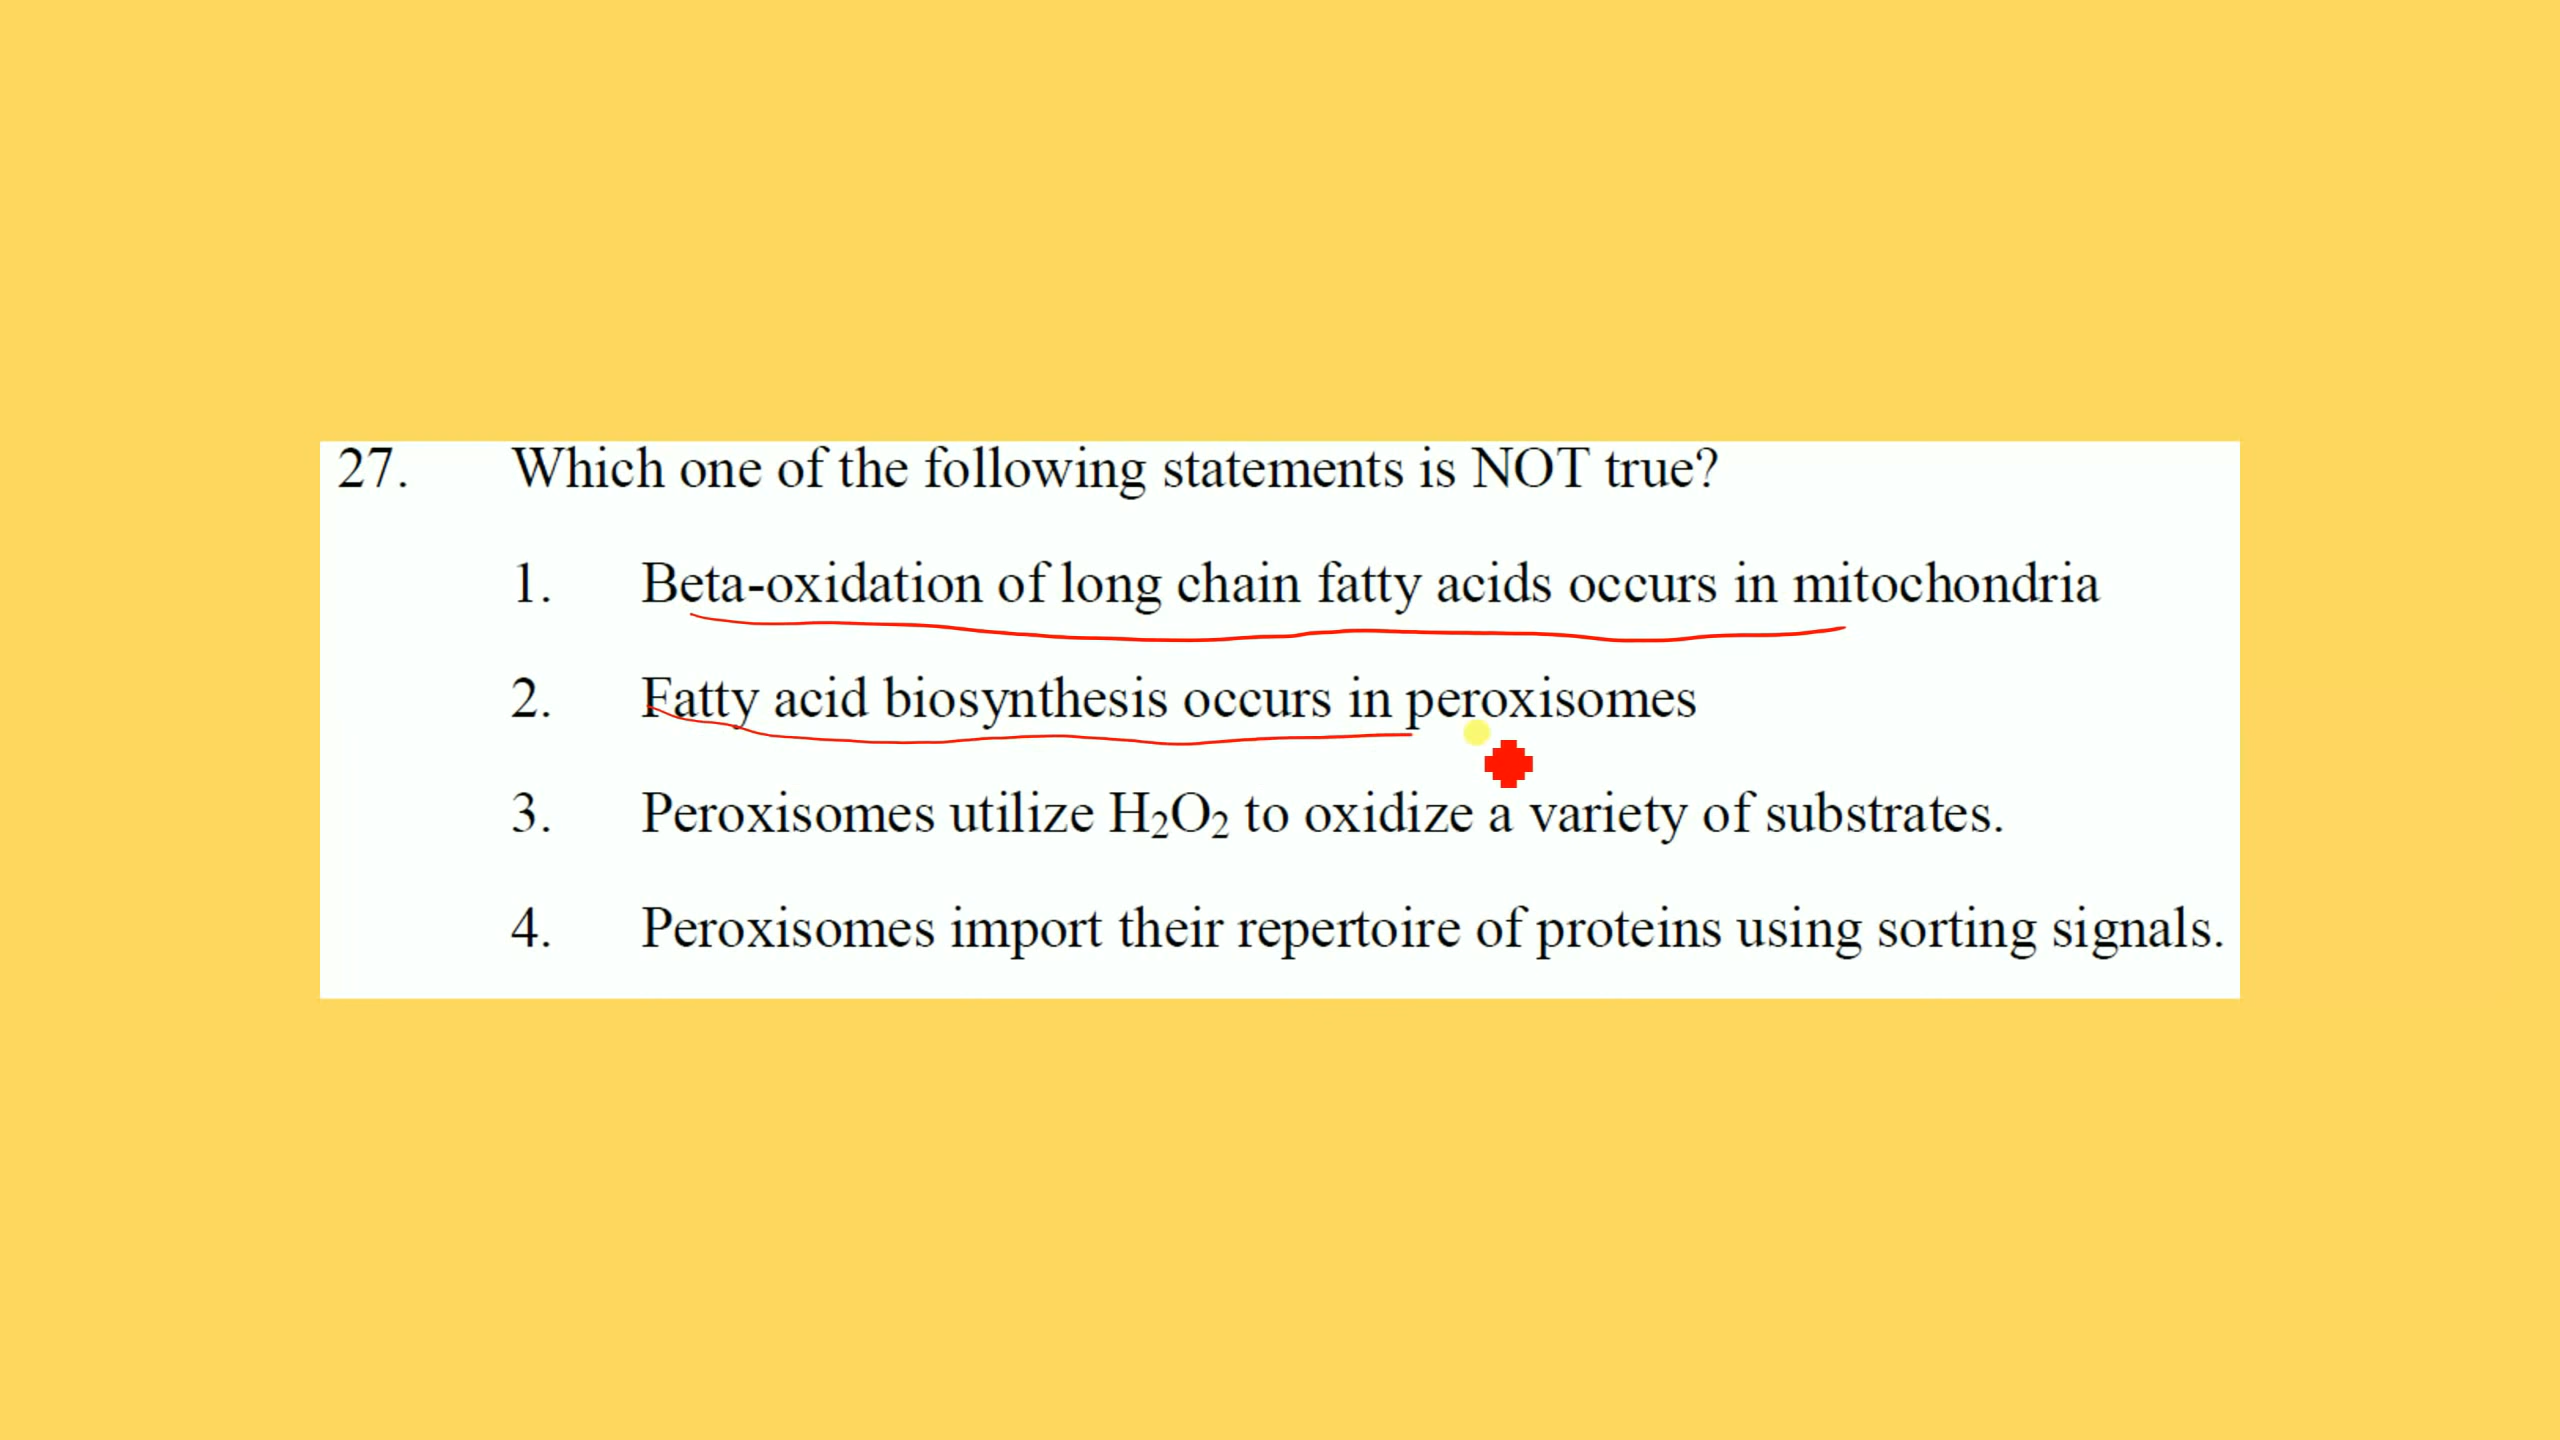 27. Which one of the following statements is NOT true?
1. Beta-oxidation of long chain fatty acids occurs in mitochondria
2. Fatty acid biosynthesis occurs in peroxisomes
3. Peroxisomes utilize H₂O₂ to oxidize a variety of substrates.
4. Peroxisomes import their repertoire of proteins using sorting signals.